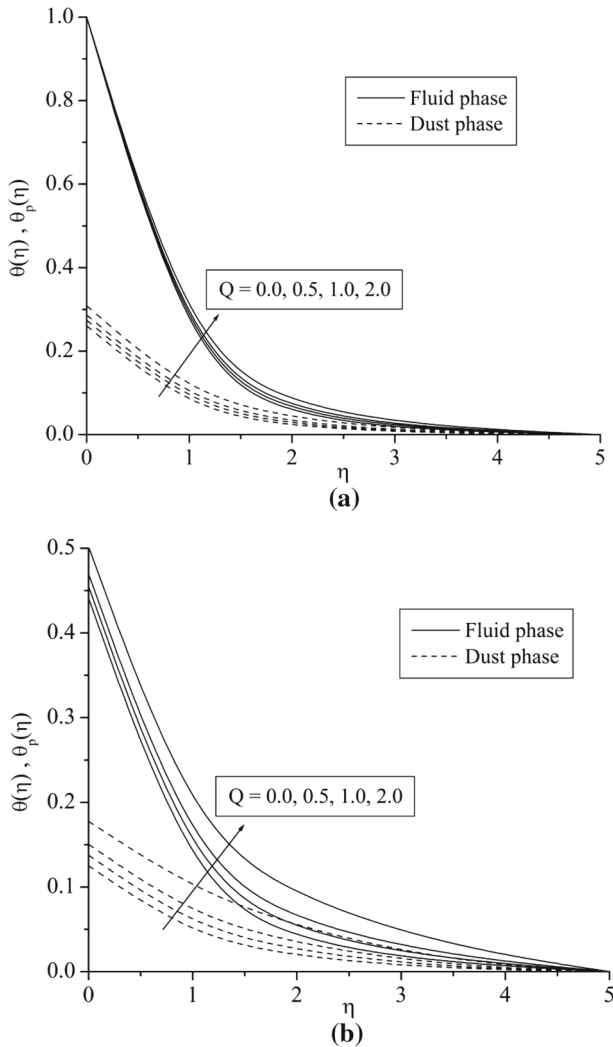 1.0
0.8
0.6
0.4
0.2
0.0
θ(η) , θp(η)
Fluid phase
Dust phase
Q = 0.0, 0.5, 1.0, 2.0
0 1 2 3 4 5
η
(a)
0.5
0.4
0.3
0.2
0.1
0.0
θ(η) , θp(η)
Fluid phase
Dust phase
Q = 0.0, 0.5, 1.0, 2.0
0 1 2 3 4 5
η
(b)